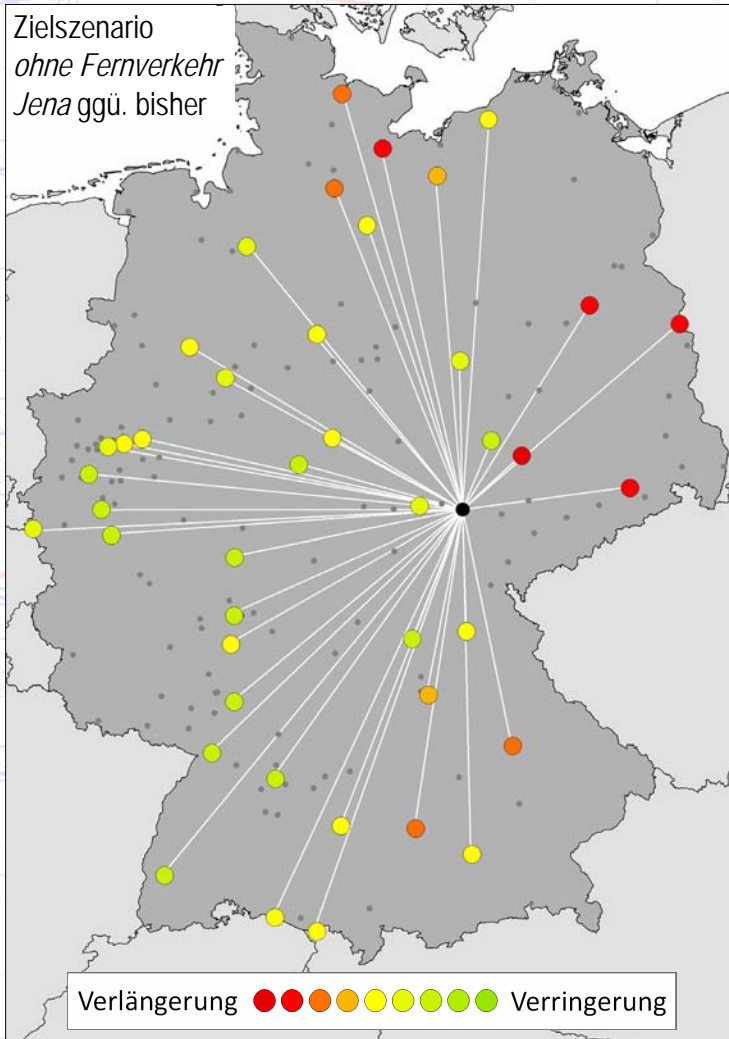 Zielszenario
ohne Fernverkehr
Jena ggü. bisher
Verlängerung Verringerung